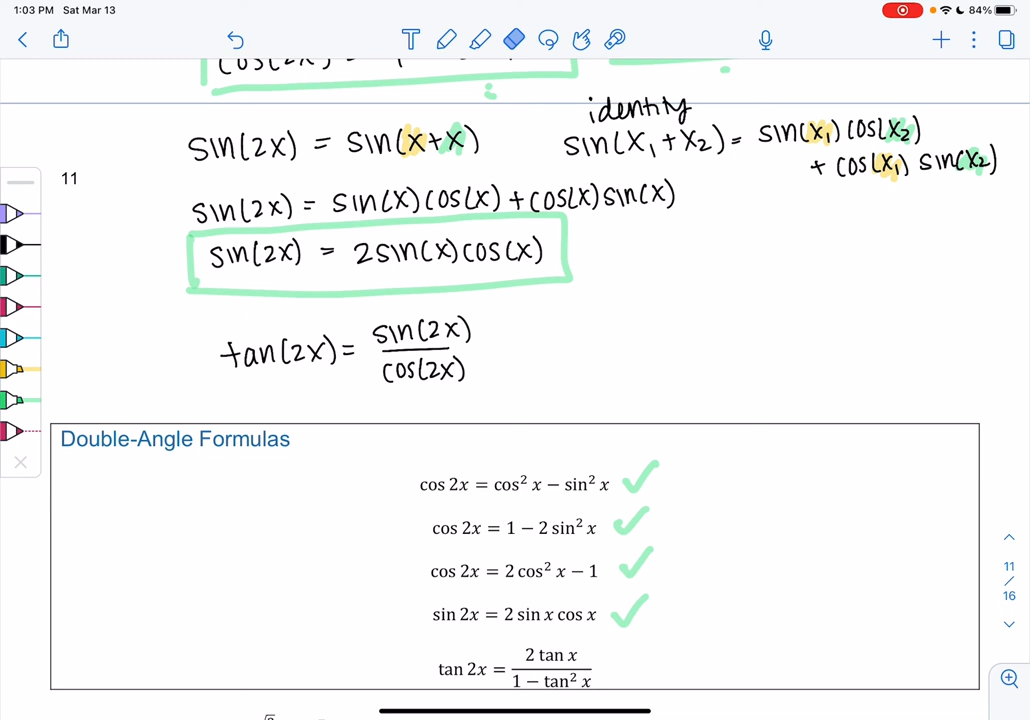 1:03 PM Sat Mar 13
84%
identity
sin(2x) = sin(x+x)
sin(x₁+x₂) = sin(x₁) cos(x₂)
+ cos(x₁) sin(x₂)
11
sin(2x) = sin(x)cos(x) + cos(x)sin(x)
sin(2x) = 2sin(x)cos(x)
tan(2x) = sin(2x)
cos(2x)
Double-Angle Formulas
cos 2x = cos² x − sin² x
cos 2x = 1 − 2 sin² x
cos 2x = 2 cos² x − 1
sin 2x = 2 sin x cos x
tan 2x = 2 tan x
1 − tan² x
11
/
16